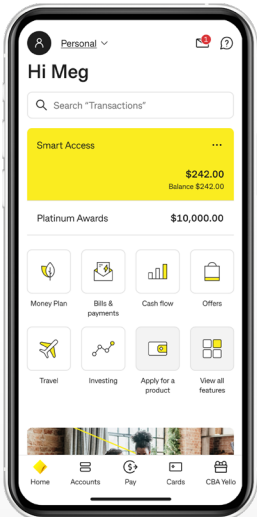 Personal
1
Hi Meg
Search “Transactions”
Smart Access
$242.00
Balance $242.00
Platinum Awards $10,000.00
Money Plan
Bills & payments
Cash flow
Offers
Travel
Investing
Apply for a product
View all features
Home Accounts Pay Cards CBA Yello